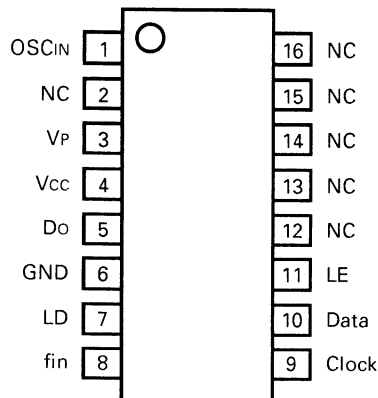 OSCIN 1 16 NC
NC 2 15 NC
VP 3 14 NC
VCC 4 13 NC
DO 5 12 NC
GND 6 11 LE
LD 7 10 Data
fin 8 9 Clock